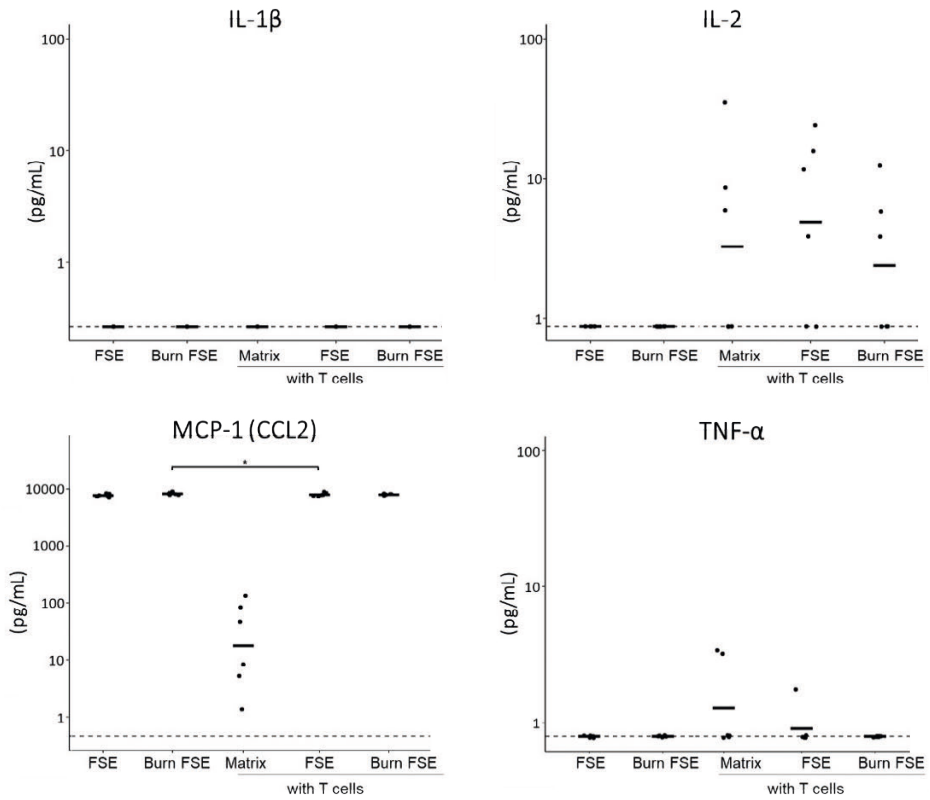 IL-1β
100
10
1
(pg/mL)
FSE Burn FSE Matrix FSE Burn FSE
with T cells
IL-2
100
10
1
(pg/mL)
FSE Burn FSE Matrix FSE Burn FSE
with T cells
MCP-1 (CCL2)
*
10000
1000
100
10
1
(pg/mL)
FSE Burn FSE Matrix FSE Burn FSE
with T cells
TNF-α
100
10
1
(pg/mL)
FSE Burn FSE Matrix FSE Burn FSE
with T cells